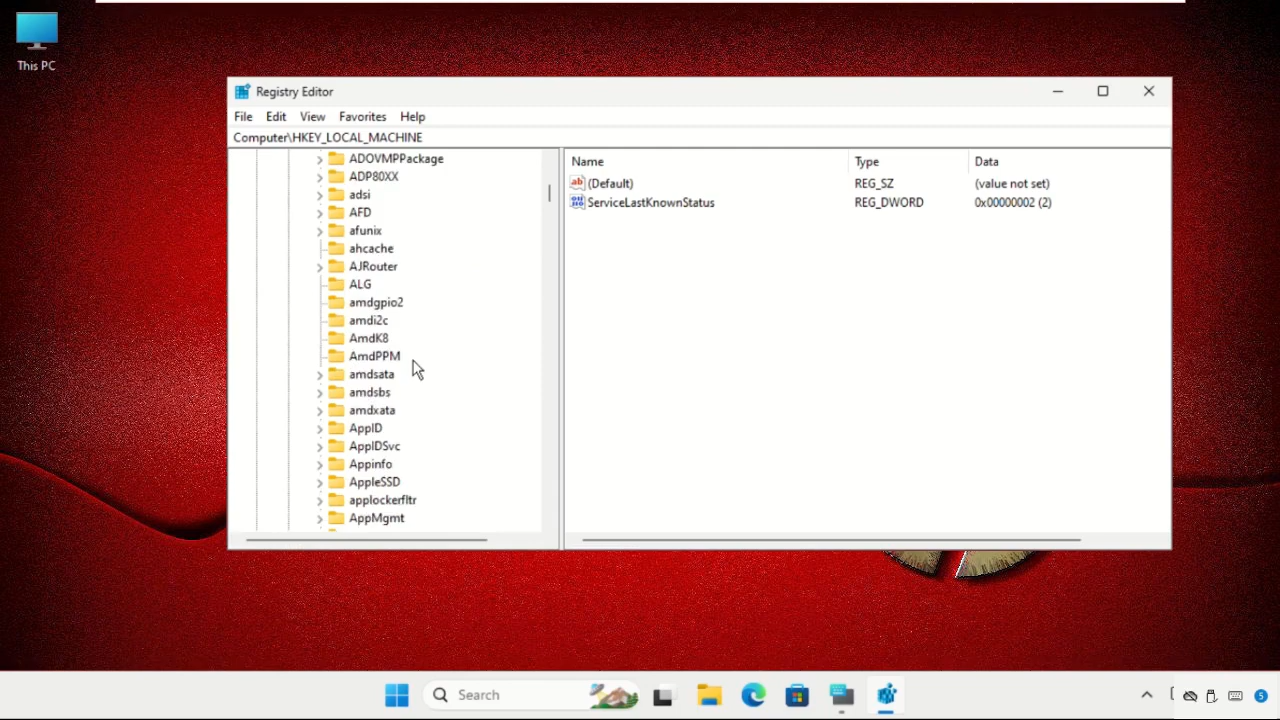 This PC
Registry Editor
File Edit View Favorites Help
Computer\HKEY_LOCAL_MACHINE
ADOVMPPackage
ADP80XX
adsi
AFD
afunix
ahcache
AJRouter
ALG
amdgpio2
amdi2c
AmdK8
AmdPPM
amdsata
amdsbs
amdxata
AppID
AppIDSvc
Appinfo
AppleSSD
applockerfltr
AppMgmt
Name Type Data
ab (Default) REG_SZ (value not set)
ServiceLastKnownStatus REG_DWORD 0x00000002 (2)
Search
5